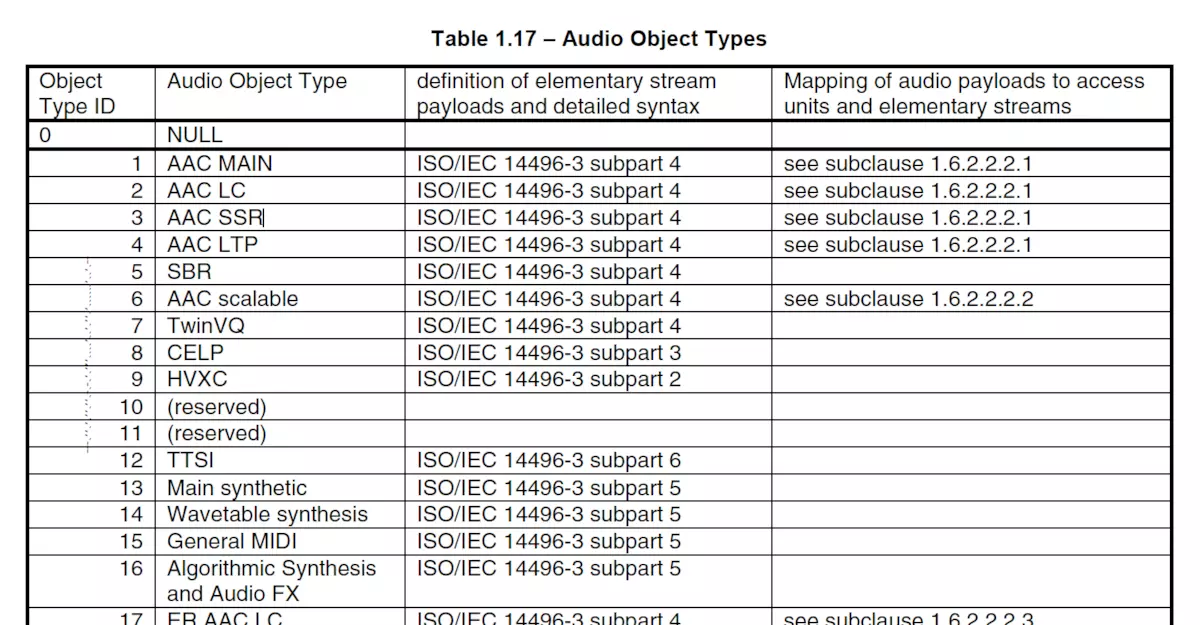 Table 1.17 – Audio Object Types
Object Type ID Audio Object Type definition of elementary stream payloads and detailed syntax Mapping of audio payloads to access units and elementary streams
0 NULL
1 AAC MAIN ISO/IEC 14496-3 subpart 4 see subclause 1.6.2.2.2.1
2 AAC LC ISO/IEC 14496-3 subpart 4 see subclause 1.6.2.2.2.1
3 AAC SSR ISO/IEC 14496-3 subpart 4 see subclause 1.6.2.2.2.1
4 AAC LTP ISO/IEC 14496-3 subpart 4 see subclause 1.6.2.2.2.1
5 SBR ISO/IEC 14496-3 subpart 4
6 AAC scalable ISO/IEC 14496-3 subpart 4 see subclause 1.6.2.2.2.2
7 TwinVQ ISO/IEC 14496-3 subpart 4
8 CELP ISO/IEC 14496-3 subpart 3
9 HVXC ISO/IEC 14496-3 subpart 2
10 (reserved)
11 (reserved)
12 TTSI ISO/IEC 14496-3 subpart 6
13 Main synthetic ISO/IEC 14496-3 subpart 5
14 Wavetable synthesis ISO/IEC 14496-3 subpart 5
15 General MIDI ISO/IEC 14496-3 subpart 5
16 Algorithmic Synthesis and Audio FX ISO/IEC 14496-3 subpart 5
17 ER AAC LC ISO/IEC 14496-3 subpart 4 see subclause 1.6.2.2.2.3